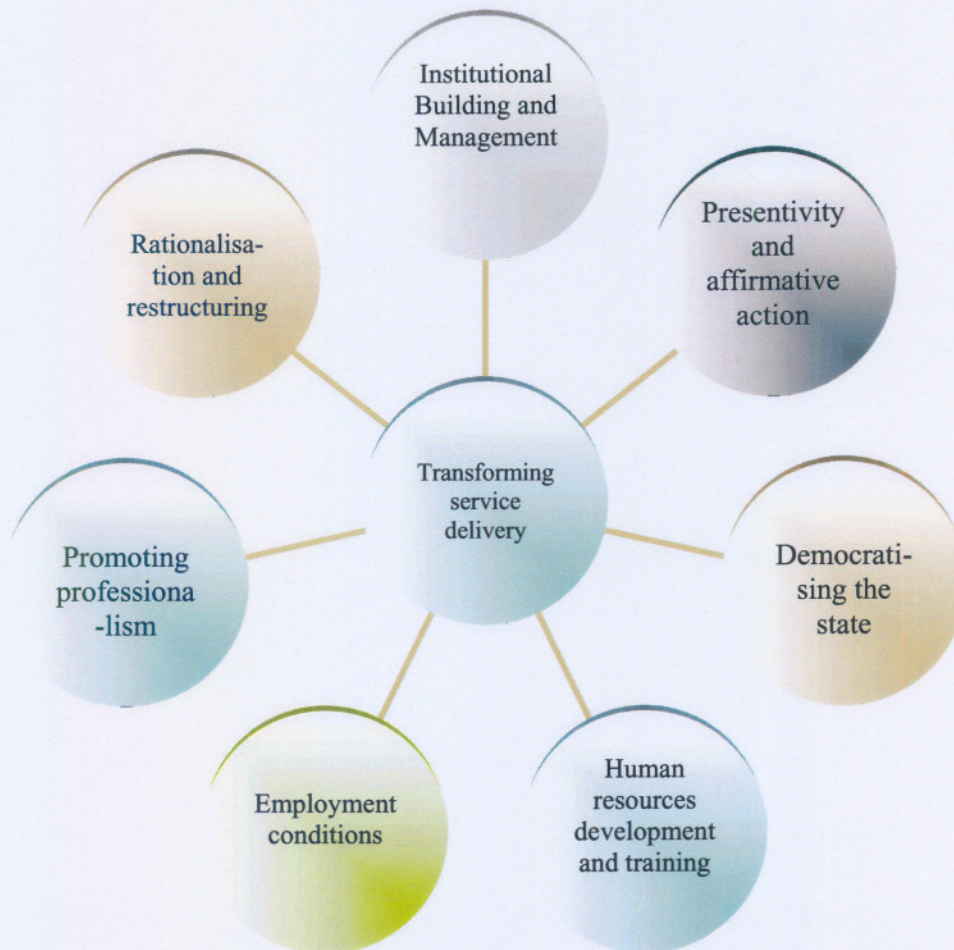 Institutional
Building and
Management
Presentivity
and
affirmative
action
Democrati-
sing the
state
Human
resources
development
and training
Employment
conditions
Promoting
professiona
-lism
Rationalisa-
tion and
restructuring
Transforming
service
delivery